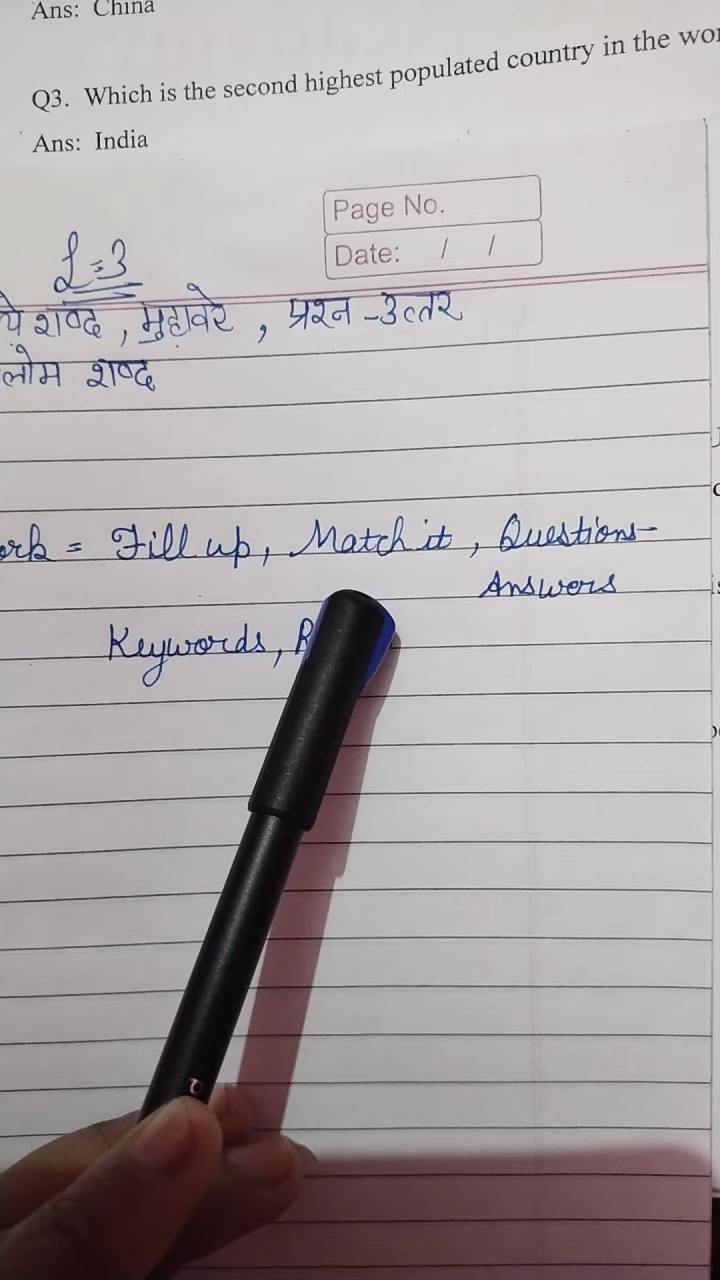 Ans: China
Q3. Which is the second highest populated country in the
Ans: India
Page No.
Date: / /
L=3
शब्द, मुहावरे, प्रश्न-उत्तर
शब्द
= Fill up, Match it, Questions-
Answers
Keywords,